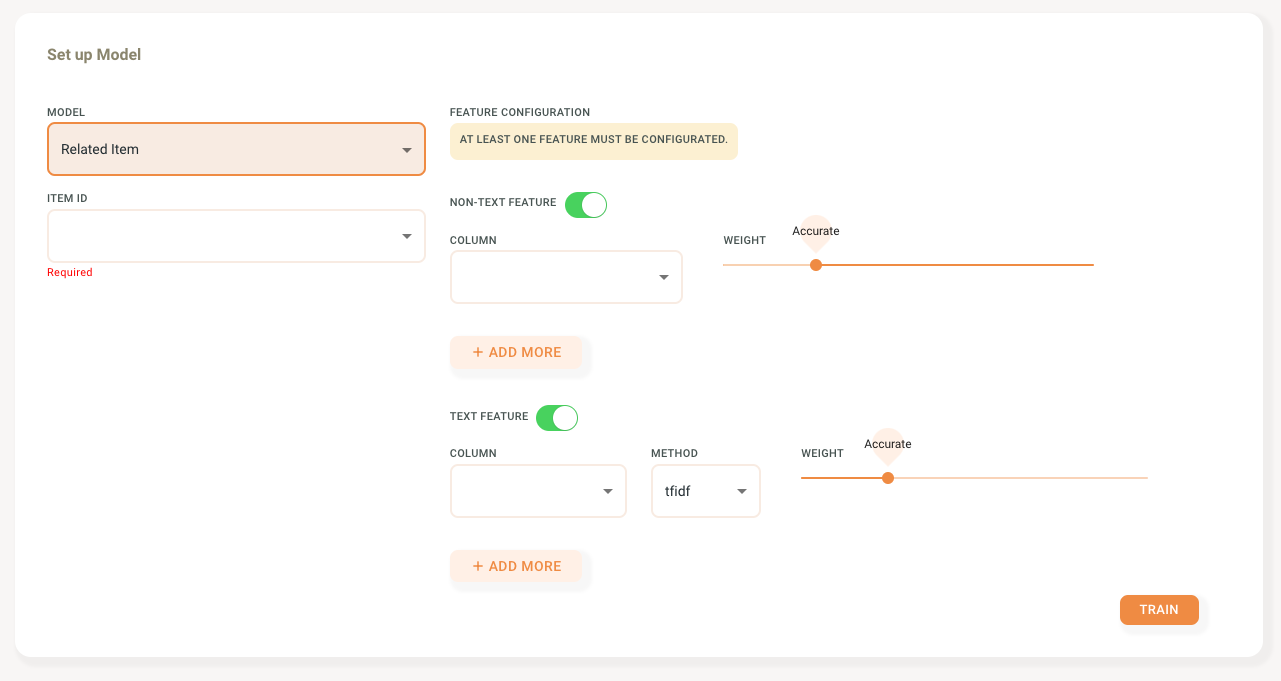 Set up Model
MODEL
Related Item
ITEM ID
Required
FEATURE CONFIGURATION
AT LEAST ONE FEATURE MUST BE CONFIGURATED.
NON-TEXT FEATURE
COLUMN
WEIGHT
Accurate
+ ADD MORE
TEXT FEATURE
COLUMN
METHOD
tfidf
WEIGHT
Accurate
+ ADD MORE
TRAIN